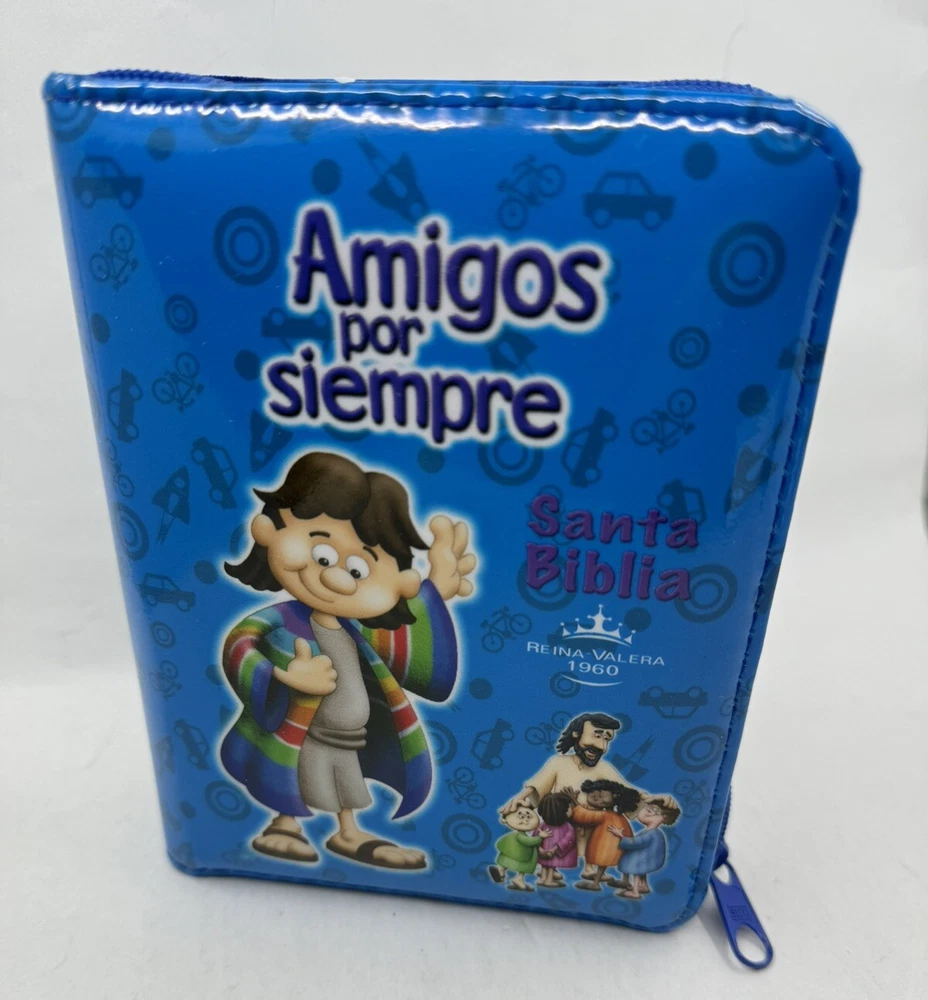 Amigos
por
siempre
Santa
Biblia
REINA-VALERA
1960